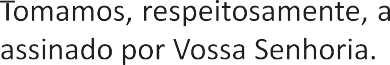 Tomamos, respeitosamente, a
assinado por Vossa Senhoria.